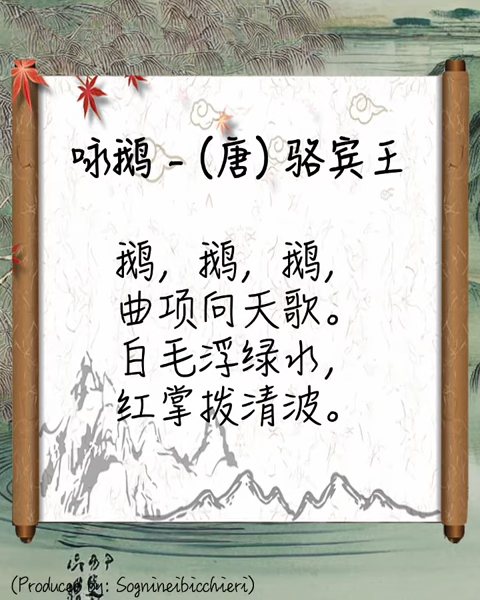 咏鹅 - (唐) 骆宾王
鹅, 鹅, 鹅,
曲项向天歌。
白毛浮绿水,
红掌拨清波。
(Produced by: Sognineibicchieri)